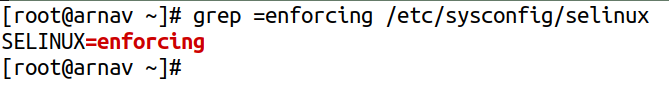 [root@arnav ~]# grep =enforcing /etc/sysconfig/selinux
SELINUX=enforcing
[root@arnav ~]#